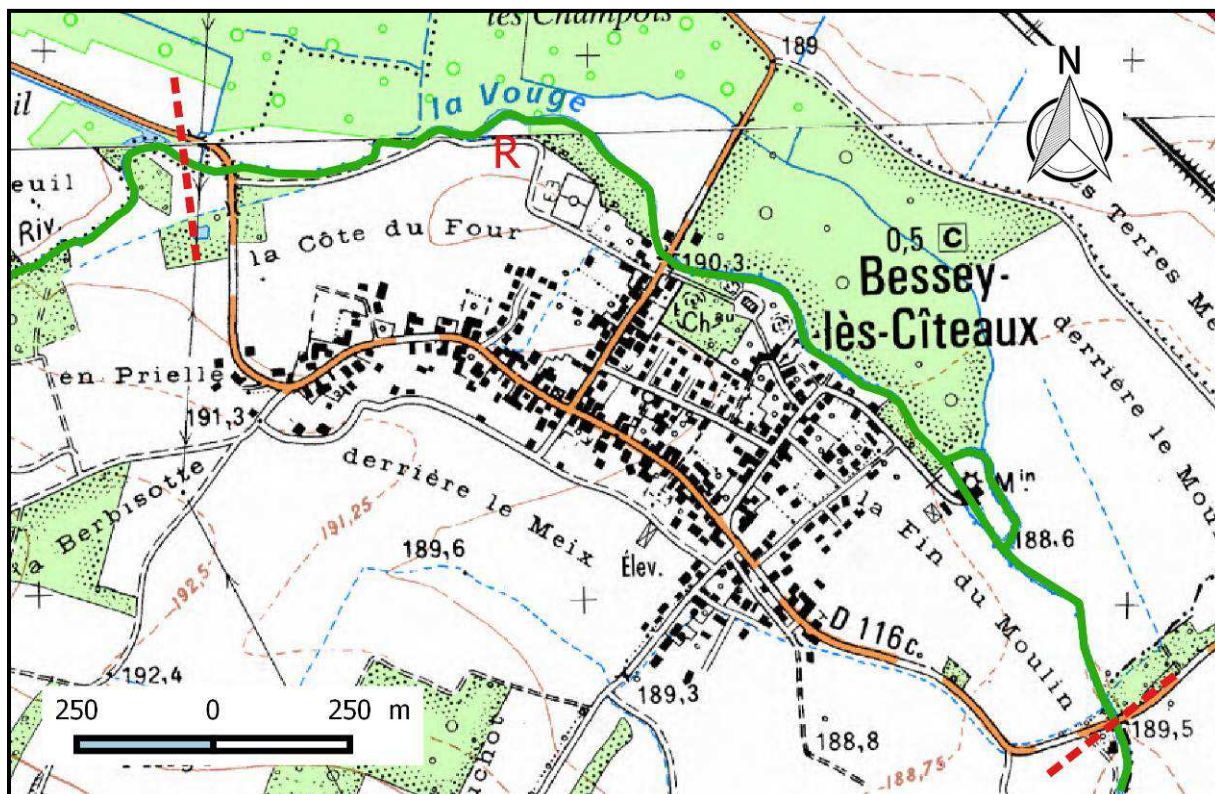 les Champois
189
N
il
la Vouge
R
euil
Riv.
la Côte du Four
190,3
0,5 C
Bessey-
lès-Cîteaux
Ch^au
derrière le Moul
en Prielle
191,3
Berbisotte
derrière le Meix
191,25
189,6
192,5
Élev.
la Fin du Moulin
M^in.
188,6
D 116c.
192,4
189,3
188,8
188,75
189,5
250 0 250 m